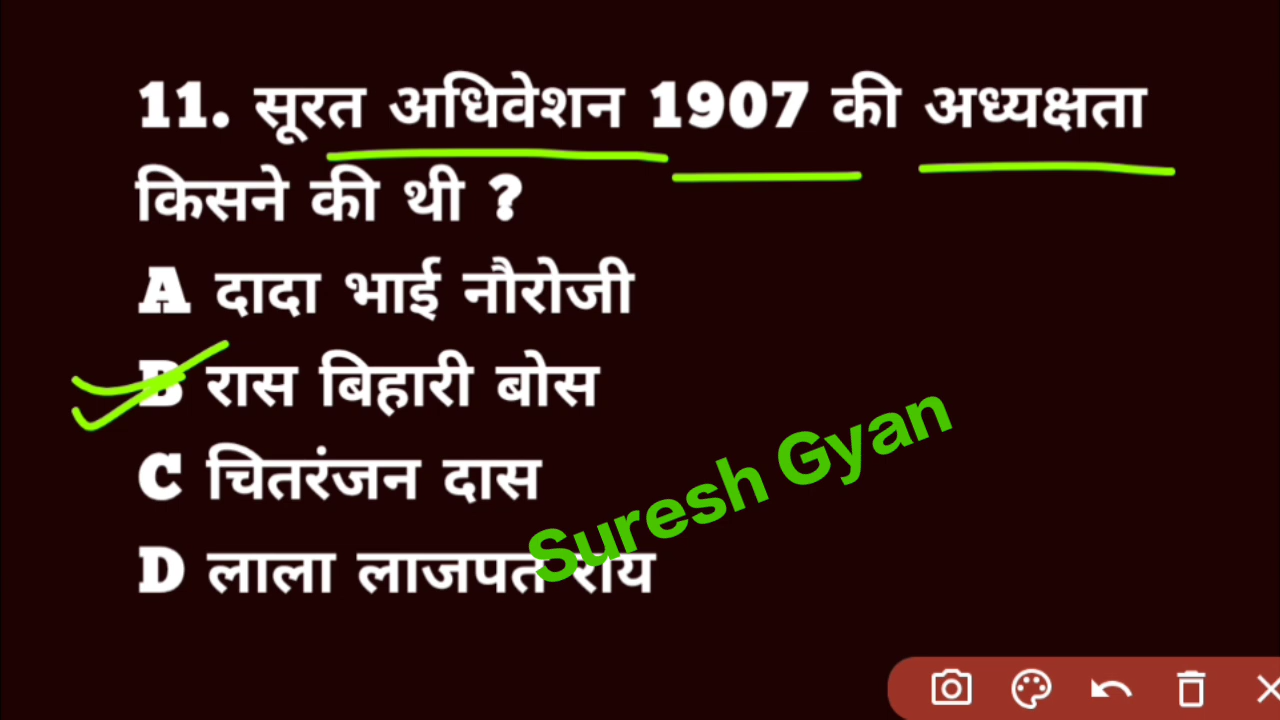 11. सूरत अधिवेशन 1907 की अध्यक्षता
किसने की थी ?
A दादा भाई नौरोजी
B रास बिहारी बोस
C चितरंजन दास
D लाला लाजपत राय
Suresh Gyan